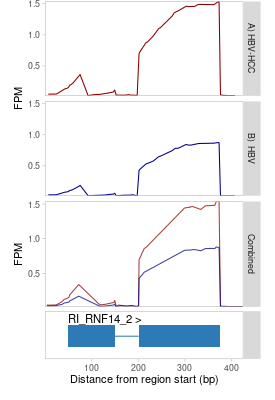 1.5
1.0
0.5
A) HBV-HCC
FPM
1.5
1.0
0.5
B) HBV
1.5
1.0
0.5
FPM
Combined
RI_RNF14_2 >
100 200 300 400
Distance from region start (bp)